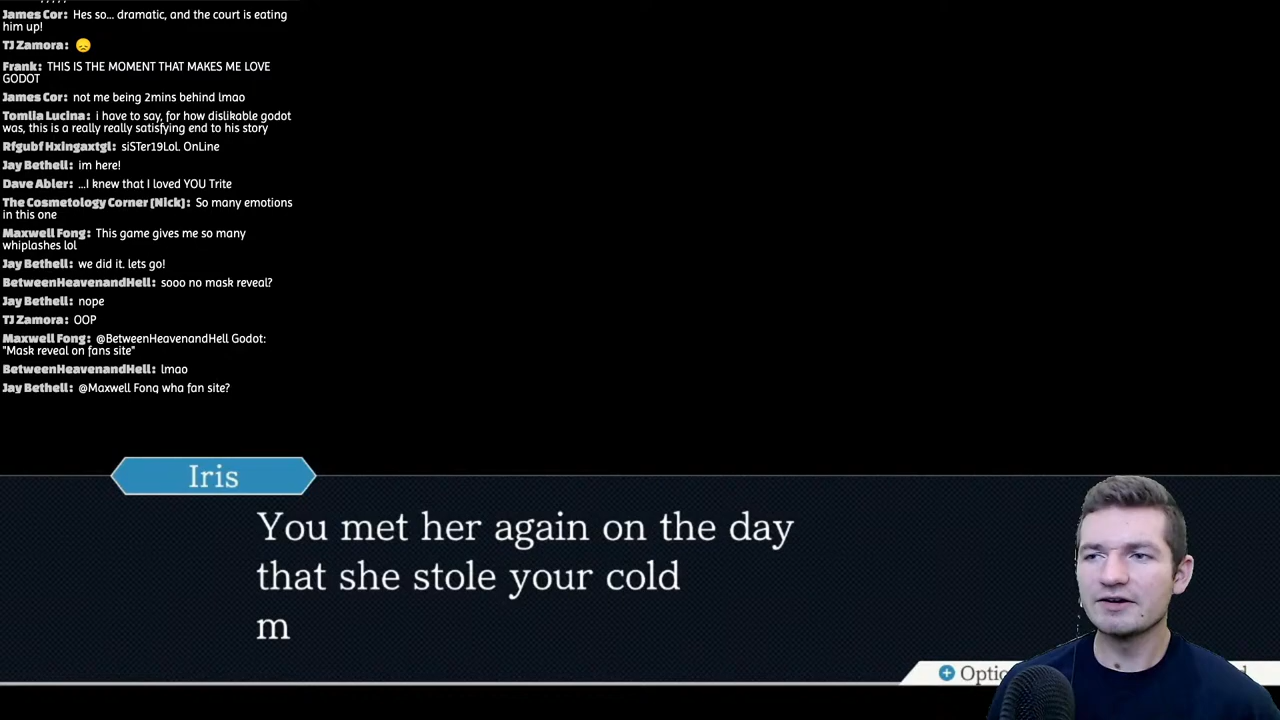 James Cor: Hes so... dramatic, and the court is eating
him up!
TJ Zamora: 😞
Frank: THIS IS THE MOMENT THAT MAKES ME LOVE
GODOT
James Cor: not me being 2mins behind lmao
Tomlia Lucina: i have to say, for how dislikable godot
was, this is a really really satisfying end to his story
Rfgubf Hxingaxtgl: siSTer19Lol. OnLine
Jay Bethell: im here!
Dave Abler: ...I knew that I loved YOU Trite
The Cosmetology Corner (Nick): So many emotions
in this one
Maxwell Fong: This game gives me so many
whiplashes lol
Jay Bethell: we did it. lets go!
BetweenHeavenandHell: sooo no mask reveal?
Jay Bethell: nope
TJ Zamora: OOP
Maxwell Fong: @BetweenHeavenandHell Godot:
"Mask reveal on fans site"
BetweenHeavenandHell: lmao
Jay Bethell: @Maxwell Fong wha fan site?
Iris
You met her again on the day
that she stole your cold
m
Optio